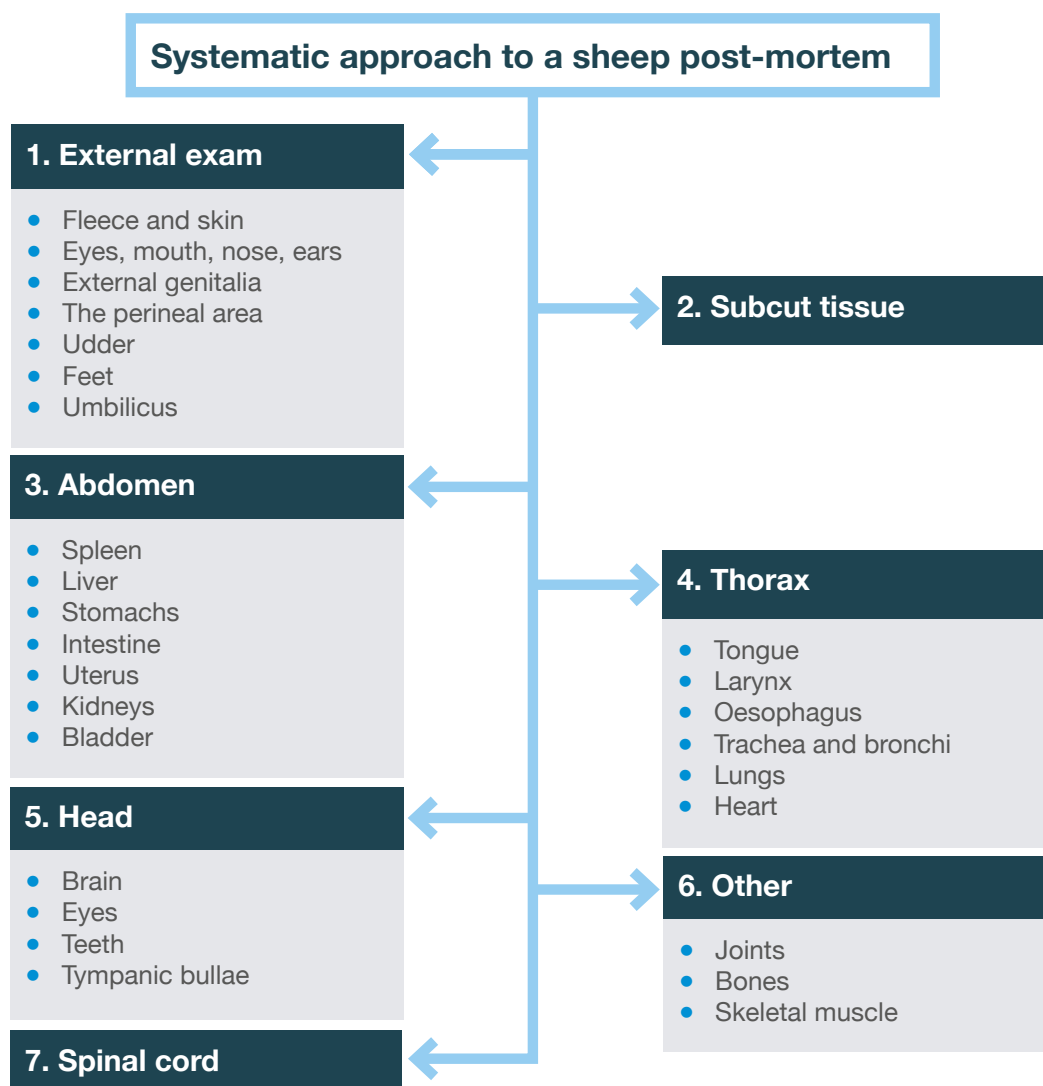 Systematic approach to a sheep post-mortem
1. External exam
• Fleece and skin
• Eyes, mouth, nose, ears
• External genitalia
• The perineal area
• Udder
• Feet
• Umbilicus
2. Subcut tissue
3. Abdomen
• Spleen
• Liver
• Stomachs
• Intestine
• Uterus
• Kidneys
• Bladder
4. Thorax
• Tongue
• Larynx
• Oesophagus
• Trachea and bronchi
• Lungs
• Heart
5. Head
• Brain
• Eyes
• Teeth
• Tympanic bullae
6. Other
• Joints
• Bones
• Skeletal muscle
7. Spinal cord